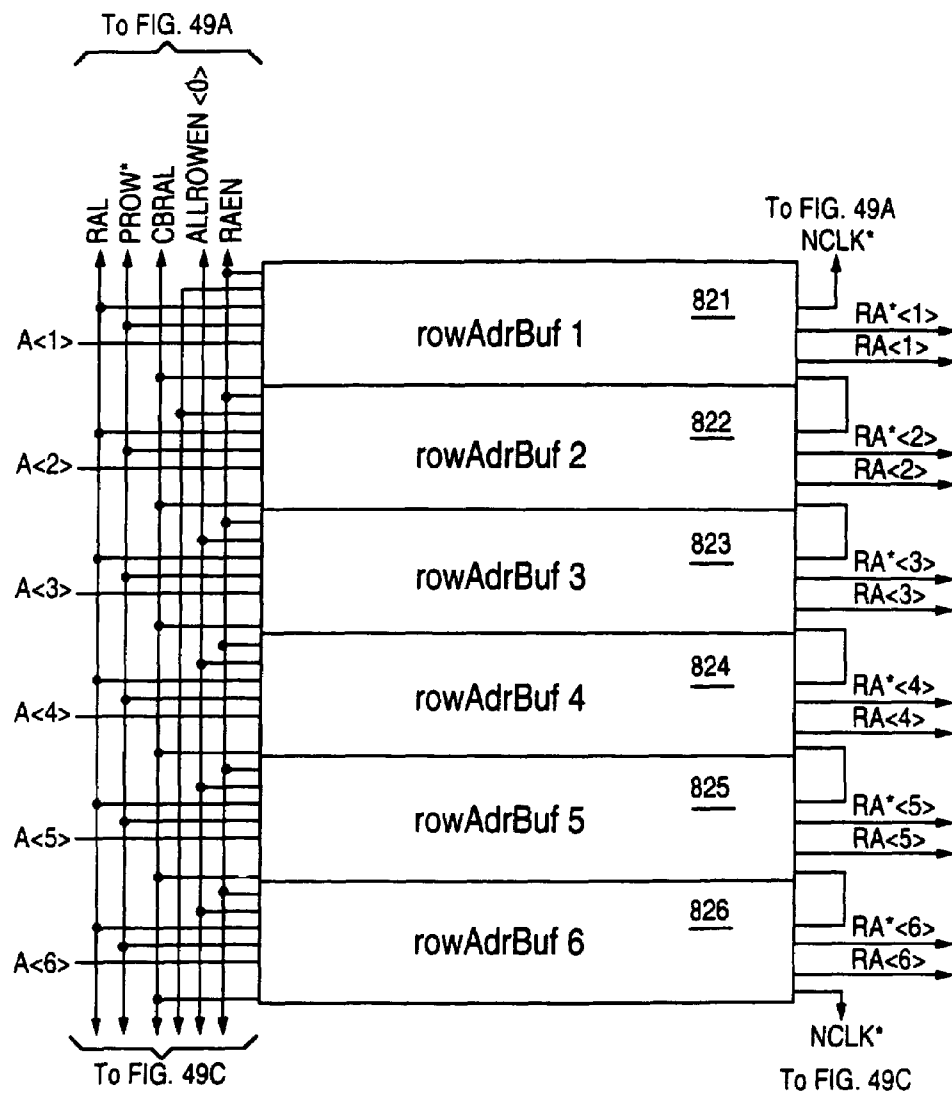 To FIG. 49A
RAL
PROW*
CBRAL
ALLROWEN <0>
RAEN
To FIG. 49A
NCLK*
A<1>
rowAdrBuf 1
821
RA*<1>
RA<1>
A<2>
rowAdrBuf 2
822
RA*<2>
RA<2>
A<3>
rowAdrBuf 3
823
RA*<3>
RA<3>
A<4>
rowAdrBuf 4
824
RA*<4>
RA<4>
A<5>
rowAdrBuf 5
825
RA*<5>
RA<5>
A<6>
rowAdrBuf 6
826
RA*<6>
RA<6>
To FIG. 49C
NCLK*
To FIG. 49C